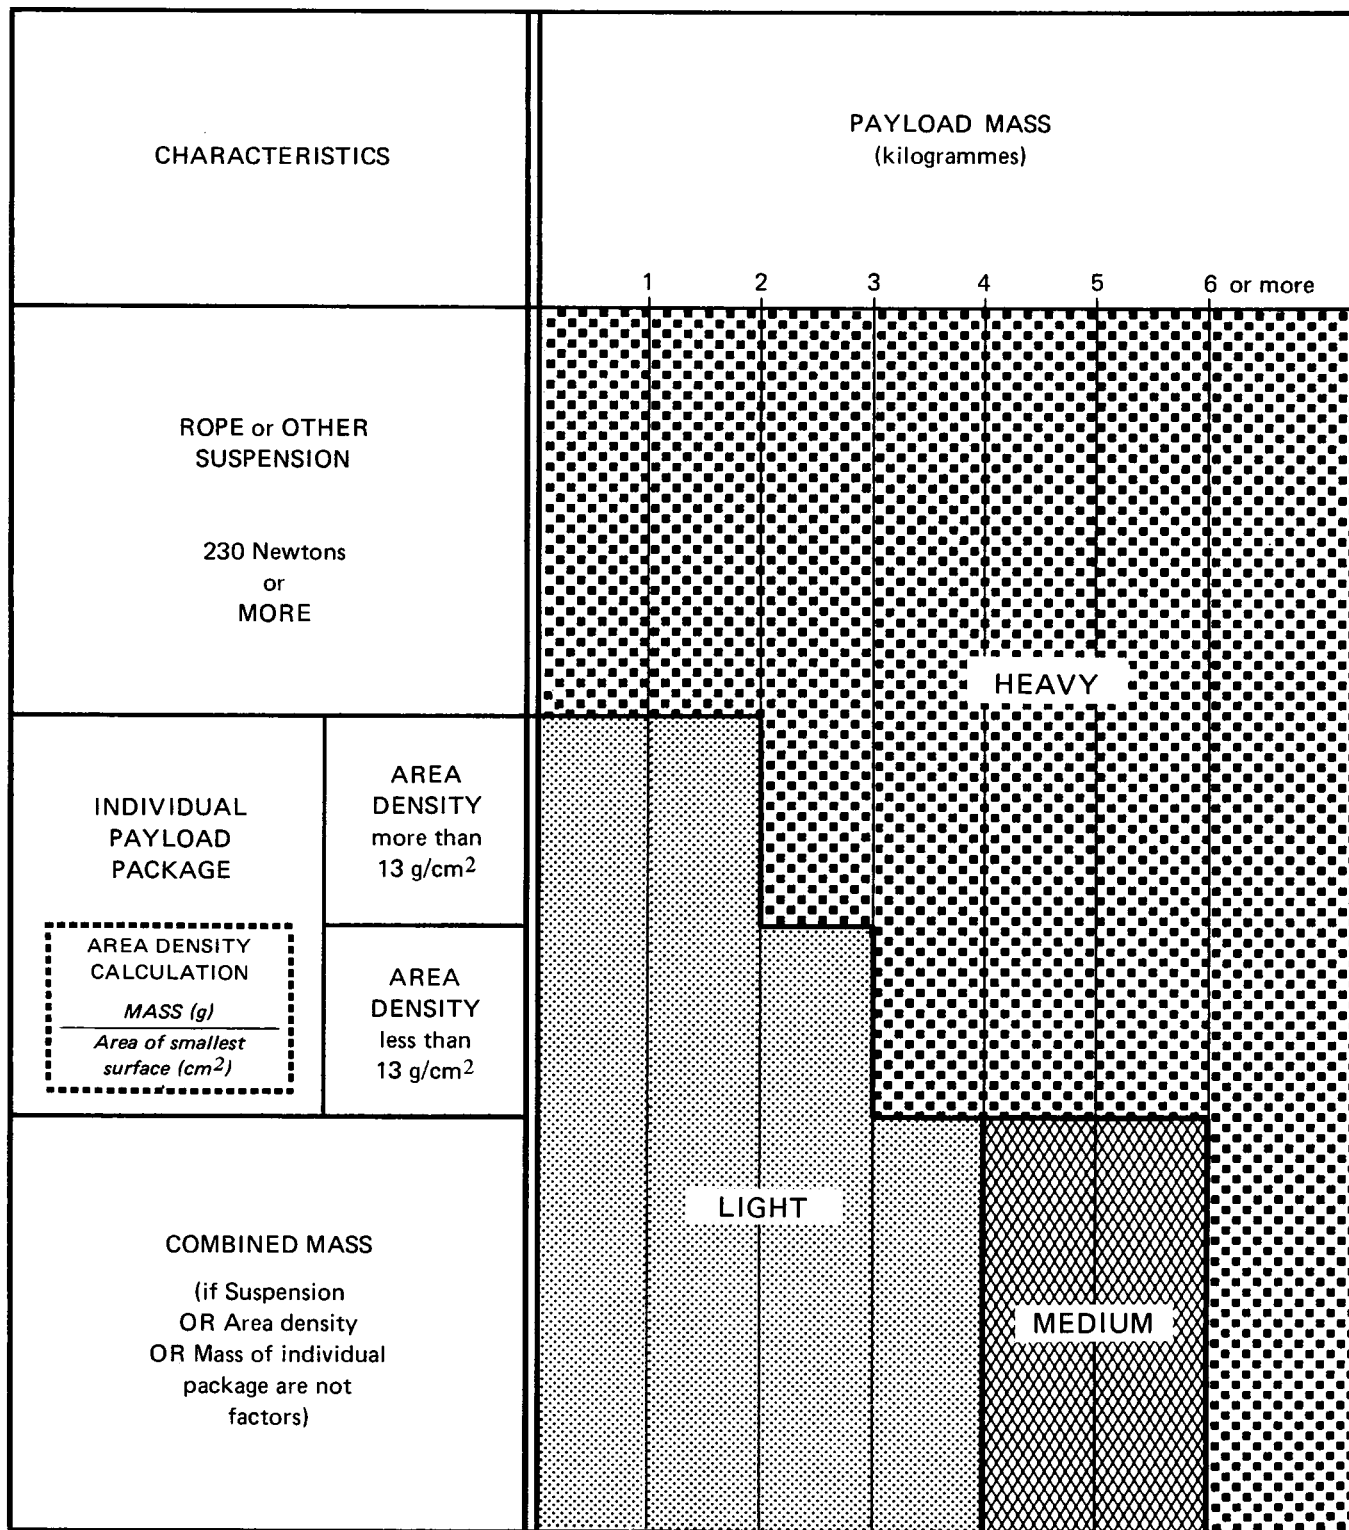 CHARACTERISTICS
PAYLOAD MASS
(kilogrammes)
1 2 3 4 5 6 or more
ROPE or OTHER
SUSPENSION
230 Newtons
or
MORE
HEAVY
INDIVIDUAL
PAYLOAD
PACKAGE
AREA
DENSITY
more than
13 g/cm²
AREA DENSITY
CALCULATION
MASS (g)
Area of smallest
surface (cm²)
AREA
DENSITY
less than
13 g/cm²
LIGHT
COMBINED MASS
(if Suspension
OR Area density
OR Mass of individual
package are not
factors)
MEDIUM